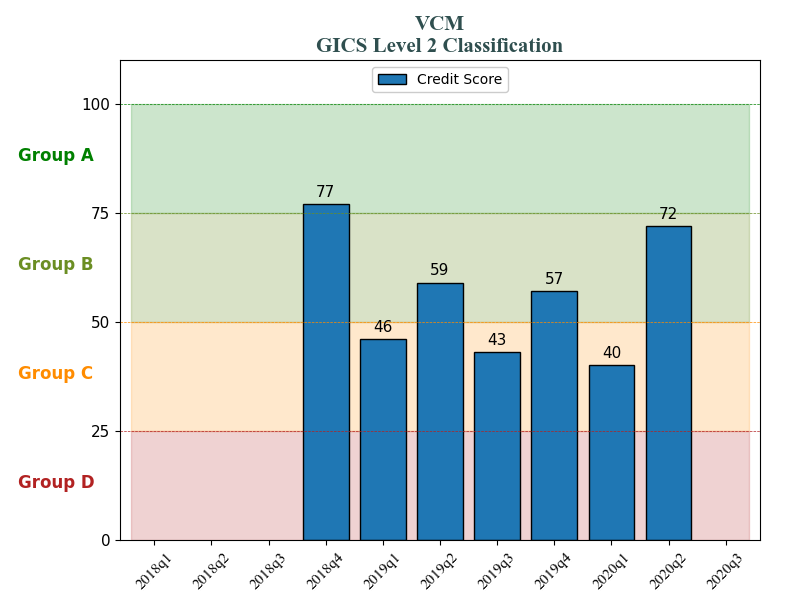 VCM
GICS Level 2 Classification
Credit Score
100
Group A
77
75
72
Group B
59
57
50
46
43
40
Group C
25
Group D
0
2018q1 2018q2 2018q3 2018q4 2019q1 2019q2 2019q3 2019q4 2020q1 2020q2 2020q3